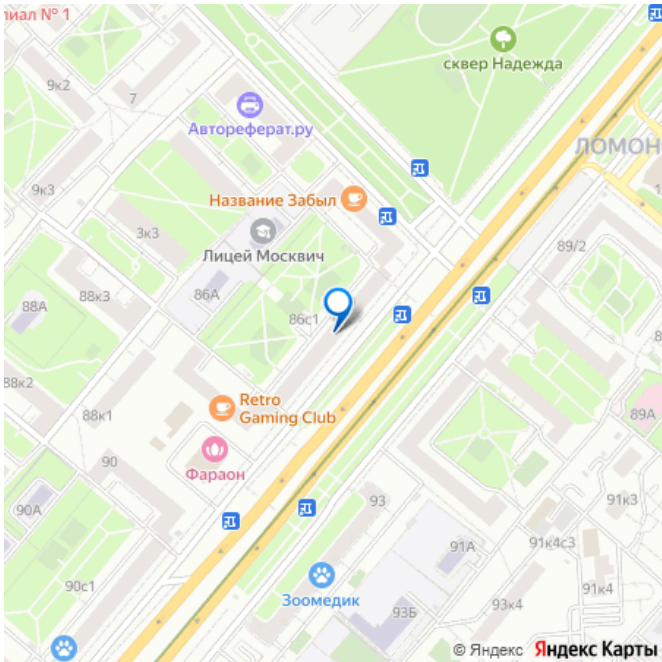 лиал № 1
сквер Надежда
9к2
7
Автореферат.ру
ЛОМОН
9к3
Название Забыл
3к3
Лицей Москвич
89/2
88А
88к3
86А
86с1
88к2
Retro
Gaming Club
88к1
89А
Фараон
90
93
91к3
90А
91А
91к4с3
90с1
Зоомедик
93Б
93к4
91к4
© Яндекс Яндекс Карты